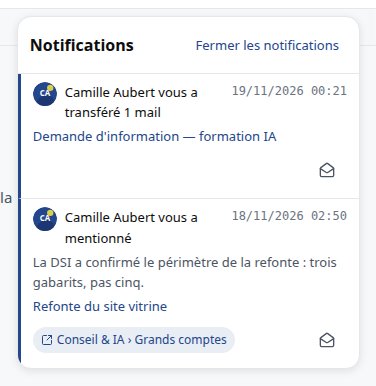 Notifications
Fermer les notifications
CA
Camille Aubert vous a
transféré 1 mail
19/11/2026 00:21
Demande d'information — formation IA
la
CA
Camille Aubert vous a
mentionné
18/11/2026 02:50
La DSI a confirmé le périmètre de la refonte : trois
gabarits, pas cinq.
Refonte du site vitrine
Conseil & IA › Grands comptes